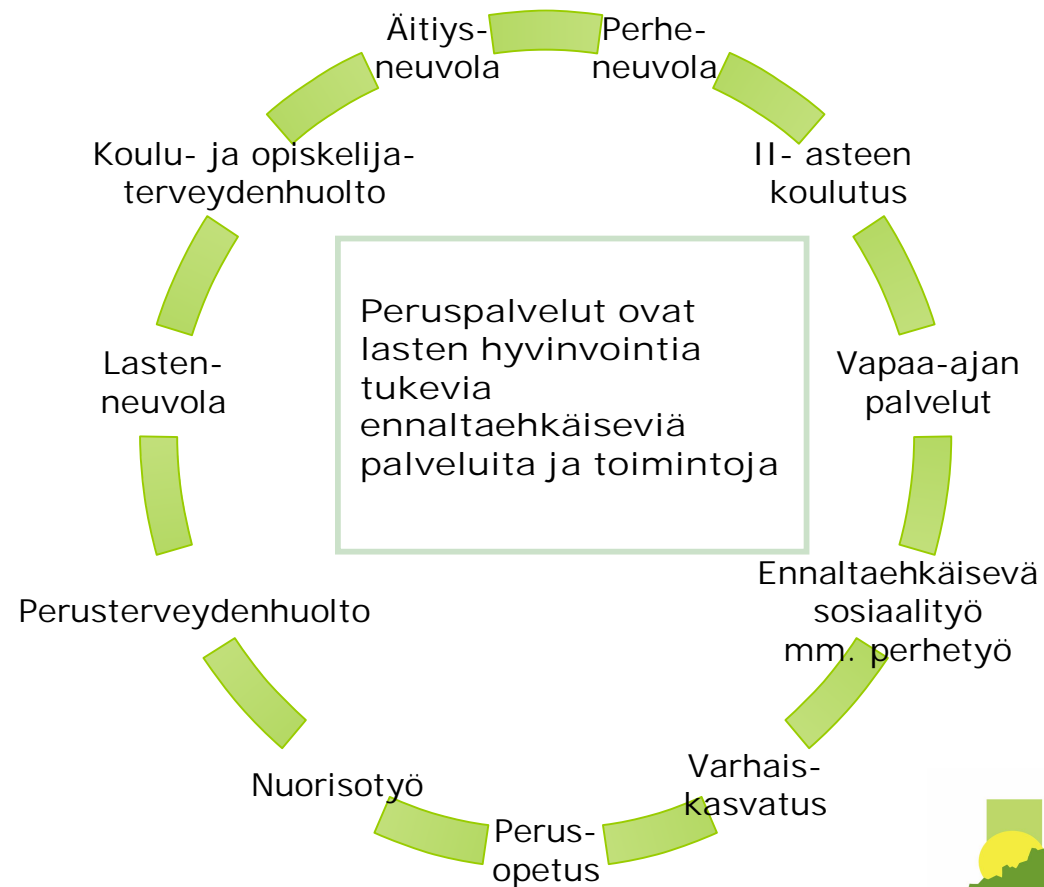 Äitiys-
neuvola
Perhe-
neuvola
II- asteen
koulutus
Vapaa-ajan
palvelut
Ennaltaehkäisevä
sosiaalityö
mm. perhetyö
Varhais-
kasvatus
Perus-
opetus
Nuorisotyö
Perusterveydenhuolto
Lasten-
neuvola
Koulu- ja opiskelija-
terveydenhuolto
Peruspalvelut ovat
lasten hyvinvointia
tukevia
ennaltaehkäiseviä
palveluita ja toimintoja